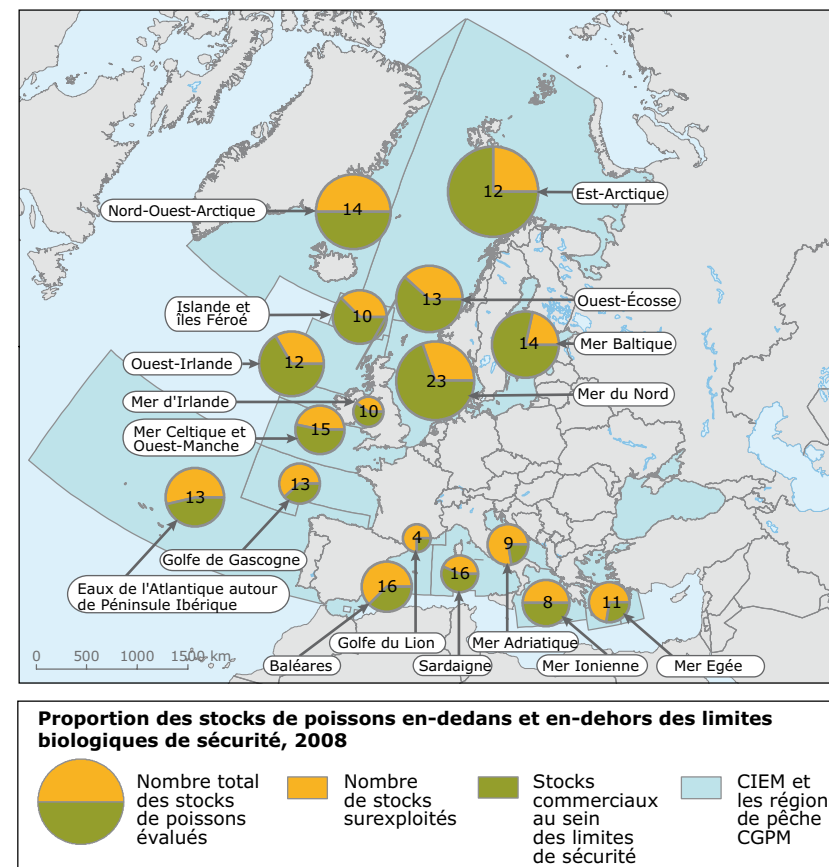 12
Est-Arctique
14
Nord-Ouest-Arctique
Islande et
îles Féroé
10
13
Ouest-Écosse
14
Mer Baltique
Ouest-Irlande
12
23
Mer du Nord
Mer d'Irlande
10
Mer Celtique et
Ouest-Manche
15
13
13
Golfe de Gascogne
Eaux de l'Atlantique autour
de Péninsule Ibérique
4
9
16
16
8
11
Golfe du Lion
Mer Adriatique
Baléares
Sardaigne
Mer Ionienne
Mer Egée
0 500 1000 1500 km
Proportion des stocks de poissons en-dedans et en-dehors des limites
biologiques de sécurité, 2008
Nombre total
des stocks
de poissons
évalués
Nombre
de stocks
surexploités
Stocks
commerciaux
au sein
des limites
de sécurité
CIEM et
les région
de pêche
CGPM